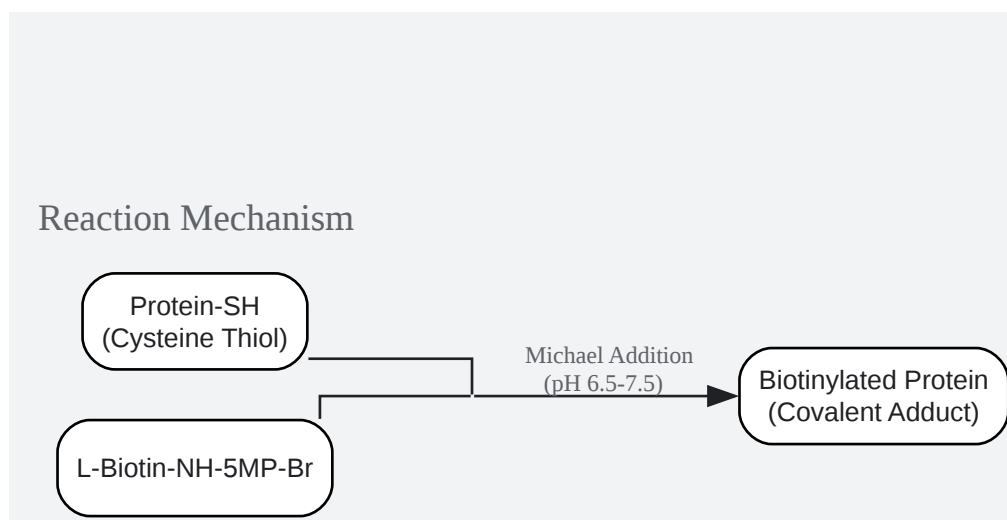 Reaction Mechanism
Protein-SH
(Cysteine Thiol)
Michael Addition
(pH 6.5-7.5)
Biotinylated Protein
(Covalent Adduct)
L-Biotin-NH-5MP-Br